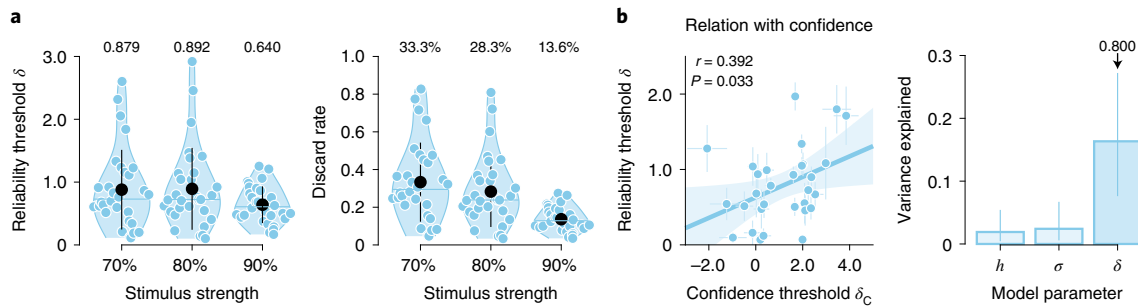 a
0.879 0.892 0.640
Reliability threshold δ
3.0
2.0
1.0
0
70% 80% 90%
Stimulus strength
33.3% 28.3% 13.6%
Discard rate
1.0
0.8
0.6
0.4
0.2
0
70% 80% 90%
Stimulus strength
b
Relation with confidence
r = 0.392
P = 0.033
Reliability threshold δ
2.0
1.0
0
−2.0 0 2.0 4.0
Confidence threshold δC
0.800
Variance explained
0.3
0.2
0.1
0
h σ δ
Model parameter